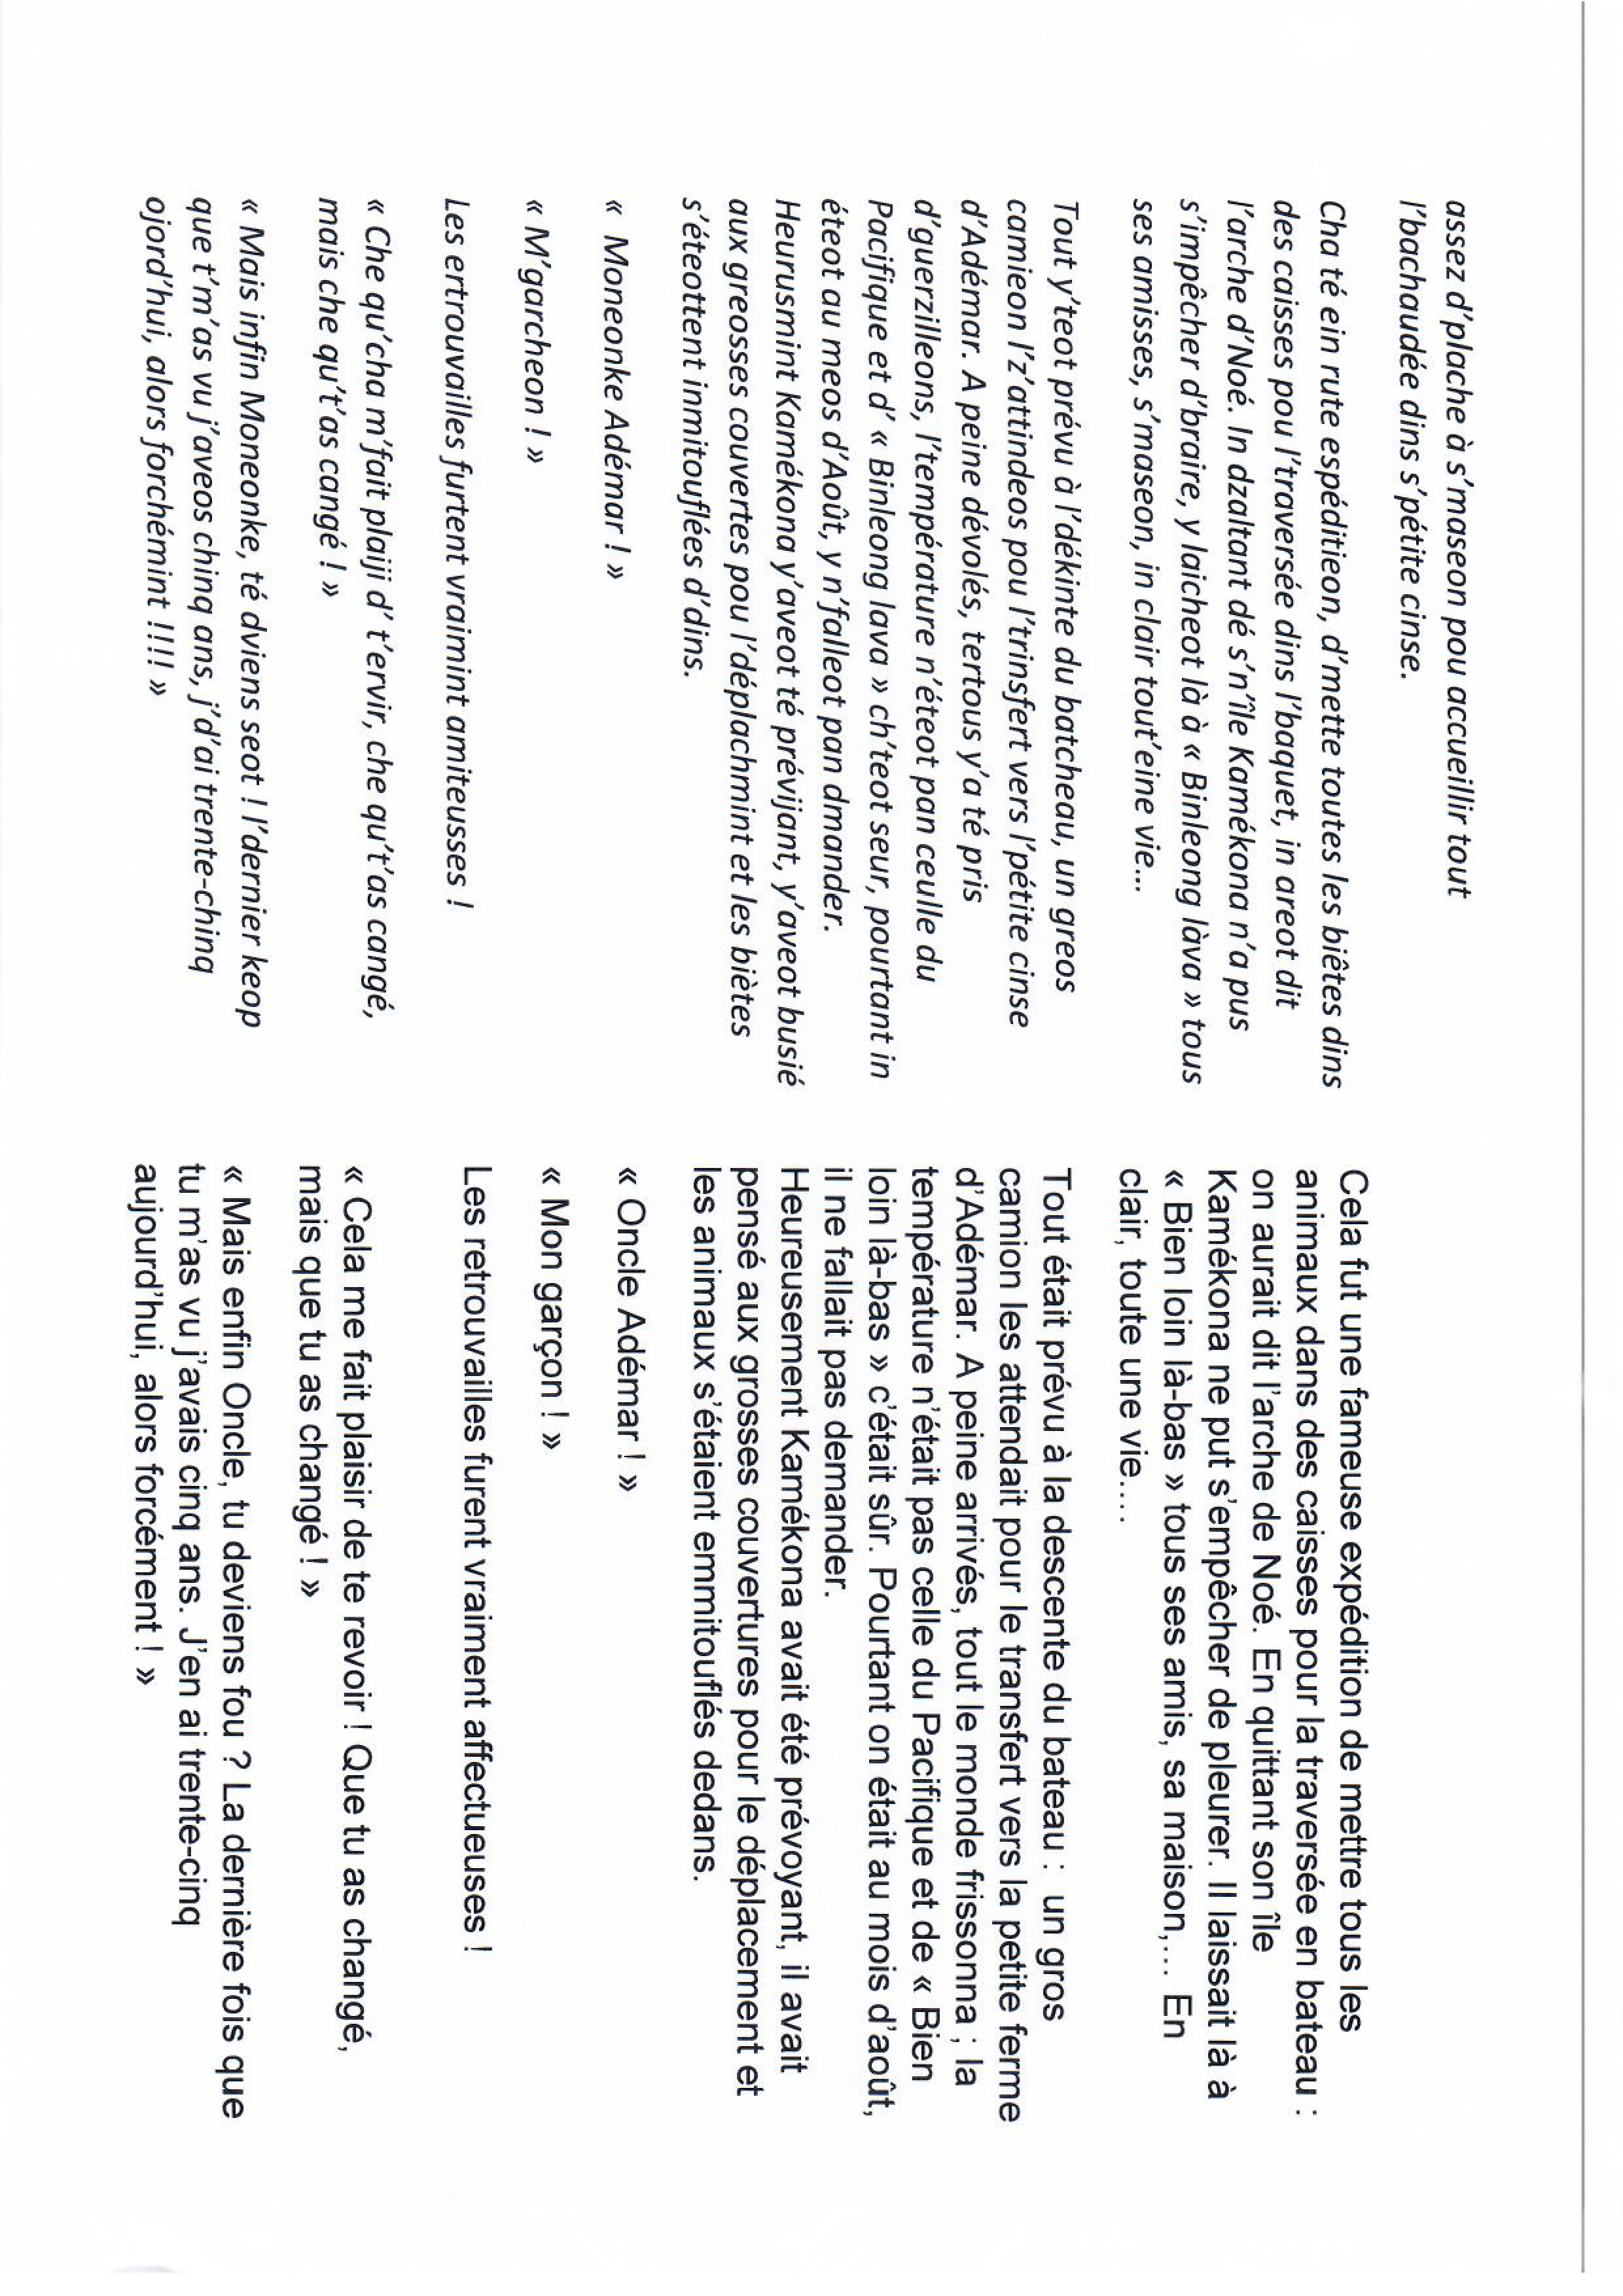 assez d'plache à s'maseon pou accueillir tout
l'bachaudée dins s'pétite cinse.
Cha té ein rute espéditieon, d'mette toutes les biêtes dins
des caisses pou l'traversée dins l'baquet, in areot dit
l'arche d'Noé. In dzaltant dé s'n'île Kamékona n'a pus
s'impêcher d'braire, y laicheot là à « Binleong làva » tous
ses amisses, s'maseon, in clair tout'eine vie...
Tout y'teot prévu à l'dékinte du batcheau, un greos
camieon l'z'attindeos pou l'trinsfert vers l'pétite cinse
d'Adémar. A peine dévolés, tertous y'a té pris
d'guerzilleons, l'température n'éteot pan ceulle du
Pacifique et d' « Binleong lava » ch'teot seur, pourtant in
éteot au meos d'Août, y n'falleot pan dmander.
Heurusmint Kamékona y'aveot té prévijant, y'aveot busié
aux greosses couvertes pou l'déplachmint et les biètes
s'éteottent inmitouflées d'dins.
« Moneonke Adémar ! »
« M'garcheon ! »
Les ertrouvailles furtent vraimint amiteusses !
« Che qu'cha m'fait plaiji d' t'ervir, che qu't'as cangé,
mais che qu't'as cangé ! »
« Mais infin Moneonke, té dviens seot ! l'dernier keop
que t'm'as vu j'aveos chinq ans, j'd'ai trente-ching
ojord'hui, alors forchémint !!!! »
Cela fut une fameuse expédition de mettre tous les
animaux dans des caisses pour la traversée en bateau :
on aurait dit l'arche de Noé. En quittant son île
Kamékona ne put s'empêcher de pleurer. Il laissait là à
« Bien loin là-bas » tous ses amis, sa maison,... En
clair, toute une vie....
Tout était prévu à la descente du bateau : un gros
camion les attendait pour le transfert vers la petite ferme
d'Adémar. A peine arrivés, tout le monde frissonna ; la
température n'était pas celle du Pacifique et de « Bien
loin là-bas » c'était sûr. Pourtant on était au mois d'août,
il ne fallait pas demander.
Heureusement Kamékona avait été prévoyant, il avait
pensé aux grosses couvertures pour le déplacement et
les animaux s'étaient emmitouflés dedans.
« Oncle Adémar ! »
« Mon garçon ! »
Les retrouvailles furent vraiment affectueuses !
« Cela me fait plaisir de te revoir ! Que tu as changé,
mais que tu as changé ! »
« Mais enfin Oncle, tu deviens fou ? La dernière fois que
tu m'as vu j'avais cinq ans. J'en ai trente-cinq
aujourd'hui, alors forcément ! »